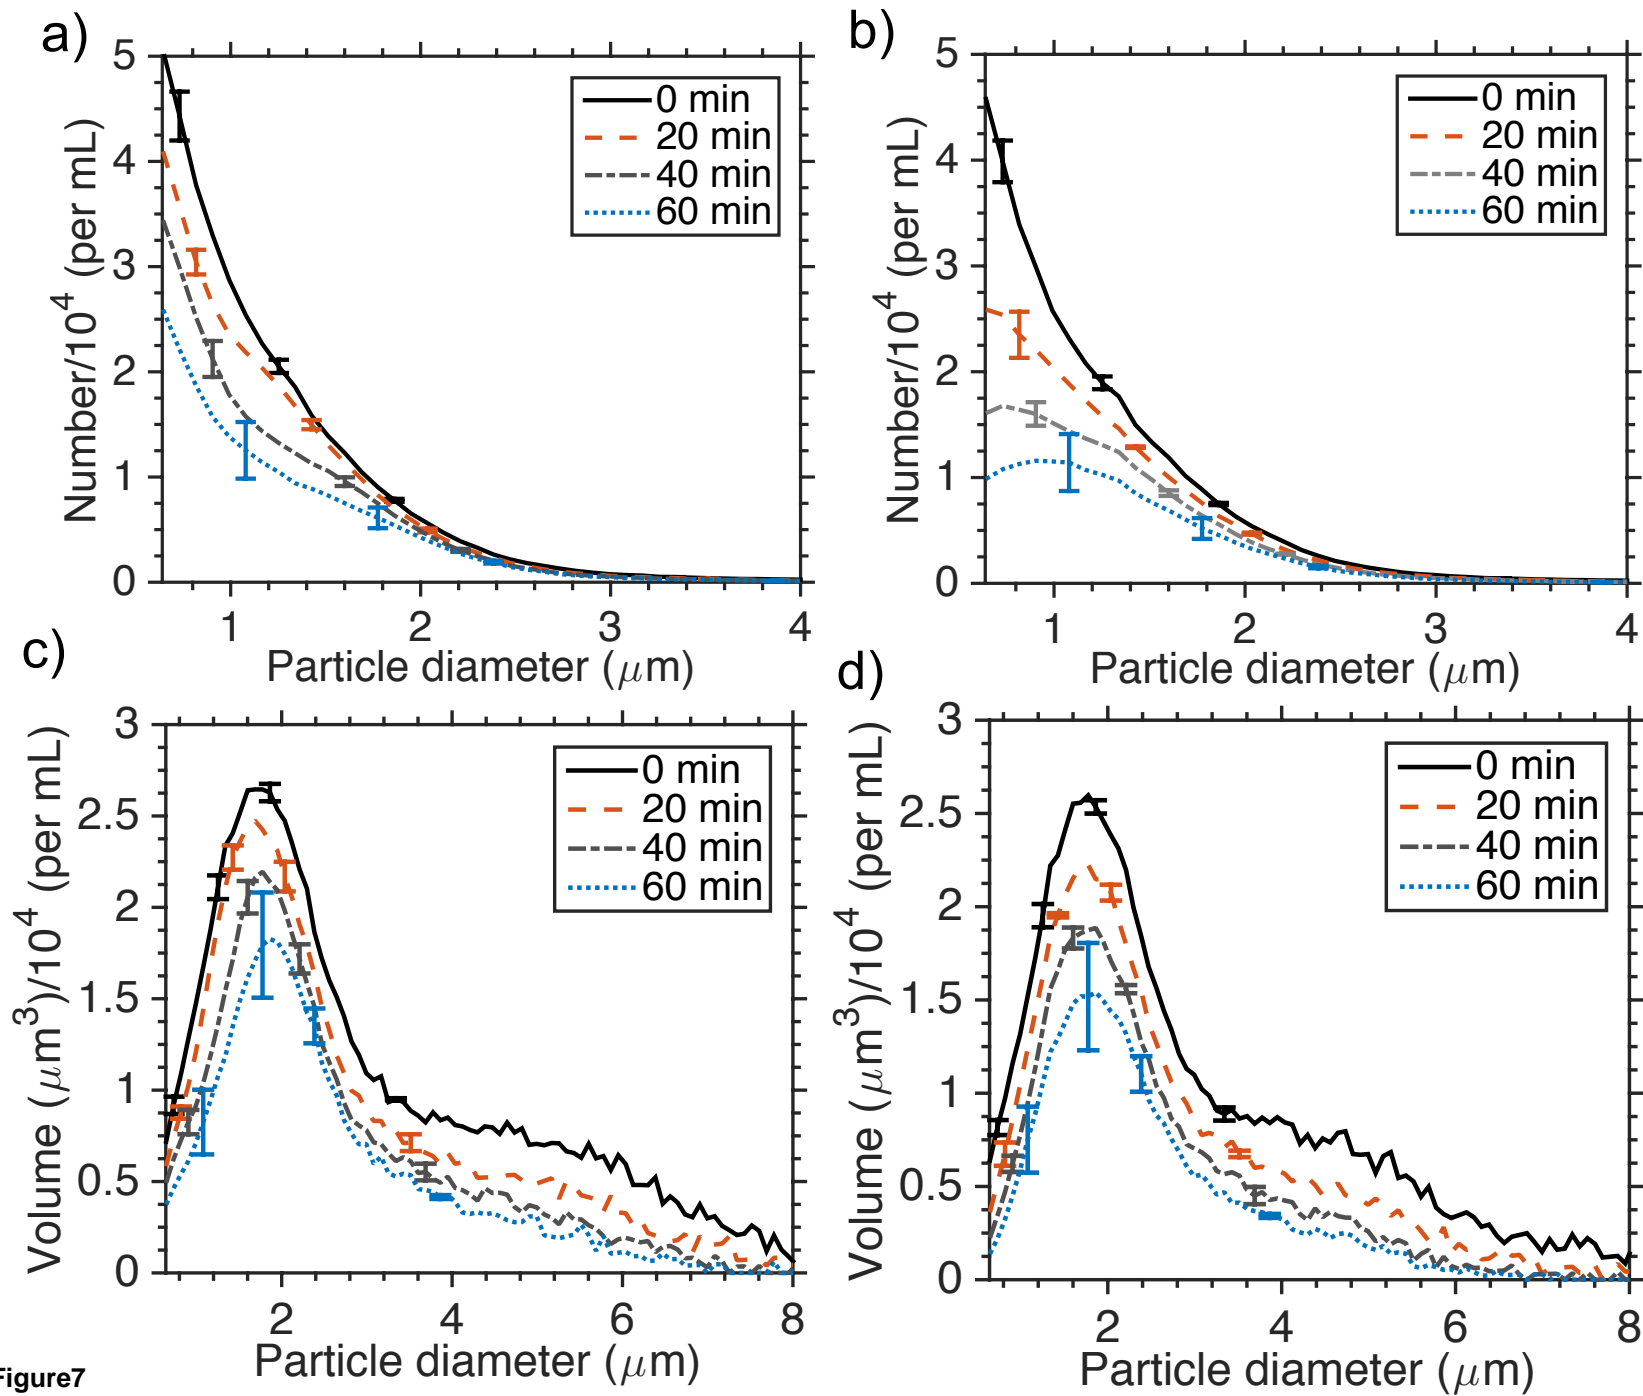 a)
5
4
3
2
1
0
Number/10^4 (per mL)
0 min
20 min
40 min
60 min
1 2 3 4
Particle diameter (μm)
b)
5
4
3
2
1
0
Number/10^4 (per mL)
0 min
20 min
40 min
60 min
1 2 3 4
Particle diameter (μm)
c)
3
2.5
2
1.5
1
0.5
0
Volume (μm^3)/10^4 (per mL)
0 min
20 min
40 min
60 min
2 4 6 8
Particle diameter (μm)
d)
3
2.5
2
1.5
1
0.5
0
Volume (μm^3)/10^4 (per mL)
0 min
20 min
40 min
60 min
2 4 6 8
Particle diameter (μm)
Figure7